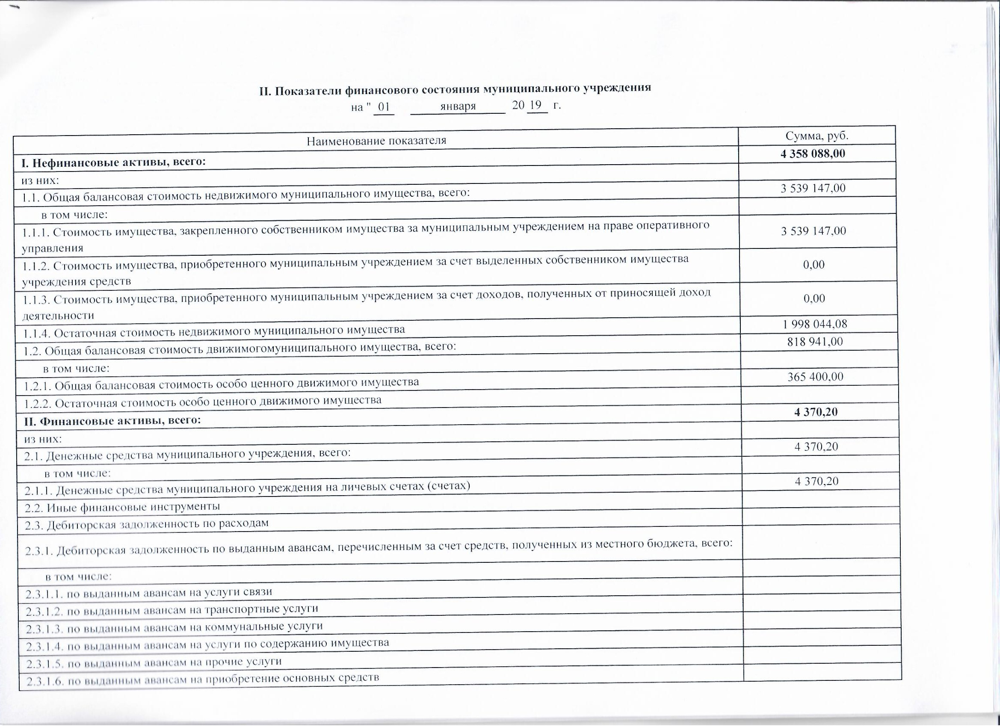 II. Показатели финансового состояния муниципального учреждения
на " 01 января 20 19 г.
Наименование показателя Сумма, руб.
I. Нефинансовые активы, всего: 4 358 088,00
из них:
1.1. Общая балансовая стоимость недвижимого муниципального имущества, всего: 3 539 147,00
в том числе:
1.1.1. Стоимость имущества, закрепленного собственником имущества за муниципальным учреждением на праве оперативного
управления 3 539 147,00
1.1.2. Стоимость имущества, приобретенного муниципальным учреждением за счет выделенных собственником имущества
учреждения средств 0,00
1.1.3. Стоимость имущества, приобретенного муниципальным учреждением за счет доходов, полученных от приносящей доход
деятельности 0,00
1.1.4. Остаточная стоимость недвижимого муниципального имущества 1 998 044,08
1.2. Общая балансовая стоимость движимогомуниципального имущества, всего: 818 941,00
в том числе:
1.2.1. Общая балансовая стоимость особо ценного движимого имущества 365 400,00
1.2.2. Остаточная стоимость особо ценного движимого имущества
II. Финансовые активы, всего: 4 370,20
из них:
2.1. Денежные средства муниципального учреждения, всего: 4 370,20
в том числе:
2.1.1. Денежные средства муниципального учреждения на личевых счетах (счетах) 4 370,20
2.2. Иные финансовые инструменты
2.3. Дебиторская задолженность по расходам
2.3.1. Дебиторская задолженность по выданным авансам, перечисленным за счет средств, полученных из местного бюджета, всего:
в том числе:
2.3.1.1. по выданным авансам на услуги связи
2.3.1.2. по выданным авансам на транспортные услуги
2.3.1.3. по выданным авансам на коммунальные услуги
2.3.1.4. по выданным авансам на услуги по содержанию имущества
2.3.1.5. по выданным авансам на прочие услуги
2.3.1.6. по выданным авансам на приобретение основных средств